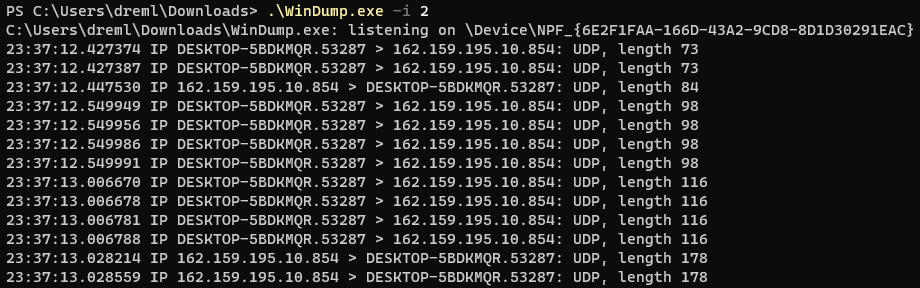 PS C:\Users\dreml\Downloads> .\WinDump.exe -i 2
C:\Users\dreml\Downloads\WinDump.exe: listening on \Device\NPF_{6E2F1FAA-166D-43A2-9CD8-8D1D30291EAC}
23:37:12.427374 IP DESKTOP-5BDKMQR.53287 > 162.159.195.10.854: UDP, length 73
23:37:12.427387 IP DESKTOP-5BDKMQR.53287 > 162.159.195.10.854: UDP, length 73
23:37:12.447530 IP 162.159.195.10.854 > DESKTOP-5BDKMQR.53287: UDP, length 84
23:37:12.549949 IP DESKTOP-5BDKMQR.53287 > 162.159.195.10.854: UDP, length 98
23:37:12.549956 IP DESKTOP-5BDKMQR.53287 > 162.159.195.10.854: UDP, length 98
23:37:12.549986 IP DESKTOP-5BDKMQR.53287 > 162.159.195.10.854: UDP, length 98
23:37:12.549991 IP DESKTOP-5BDKMQR.53287 > 162.159.195.10.854: UDP, length 98
23:37:13.006670 IP DESKTOP-5BDKMQR.53287 > 162.159.195.10.854: UDP, length 116
23:37:13.006678 IP DESKTOP-5BDKMQR.53287 > 162.159.195.10.854: UDP, length 116
23:37:13.006781 IP DESKTOP-5BDKMQR.53287 > 162.159.195.10.854: UDP, length 116
23:37:13.006788 IP DESKTOP-5BDKMQR.53287 > 162.159.195.10.854: UDP, length 116
23:37:13.028214 IP 162.159.195.10.854 > DESKTOP-5BDKMQR.53287: UDP, length 178
23:37:13.028559 IP 162.159.195.10.854 > DESKTOP-5BDKMQR.53287: UDP, length 178